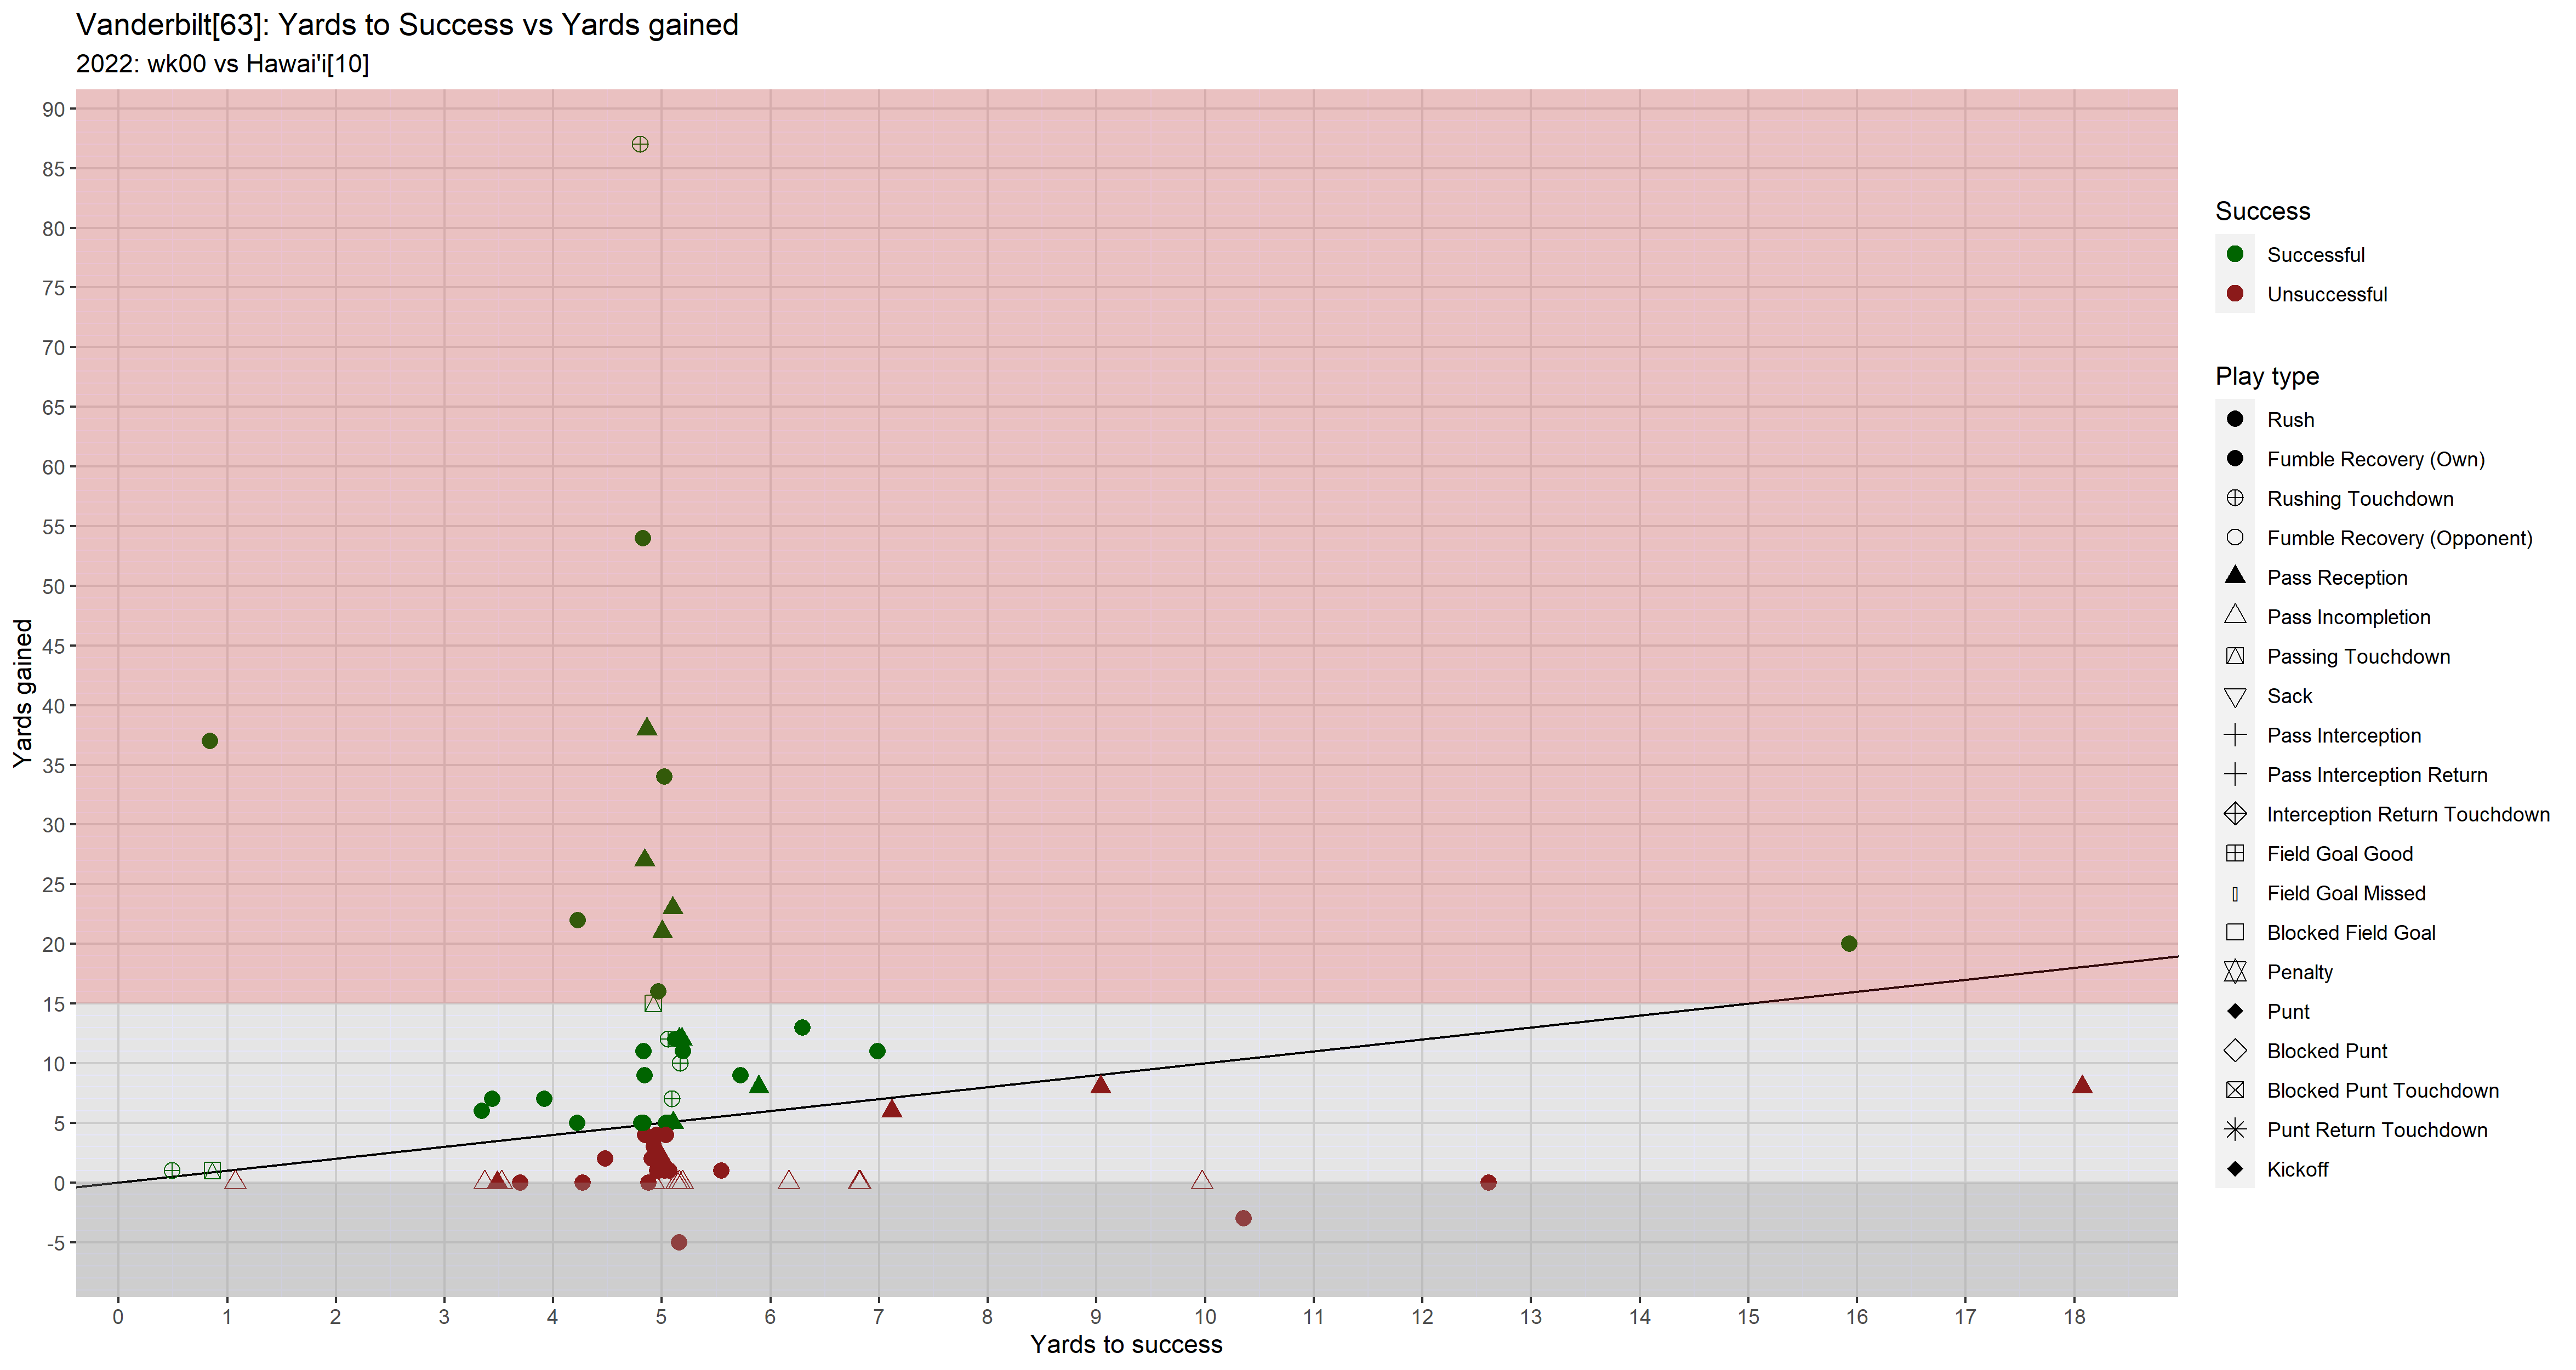 Vanderbilt[63]: Yards to Success vs Yards gained
2022: wk00 vs Hawai'i[10]
Yards gained
90
85
80
75
70
65
60
55
50
45
40
35
30
25
20
15
10
5
0
-5
0 1 2 3 4 5 6 7 8 9 10 11 12 13 14 15 16 17 18
Yards to success
Success
Successful
Unsuccessful
Play type
Rush
Fumble Recovery (Own)
Rushing Touchdown
Fumble Recovery (Opponent)
Pass Reception
Pass Incompletion
Passing Touchdown
Sack
Pass Interception
Pass Interception Return
Interception Return Touchdown
Field Goal Good
Field Goal Missed
Blocked Field Goal
Penalty
Punt
Blocked Punt
Blocked Punt Touchdown
Punt Return Touchdown
Kickoff